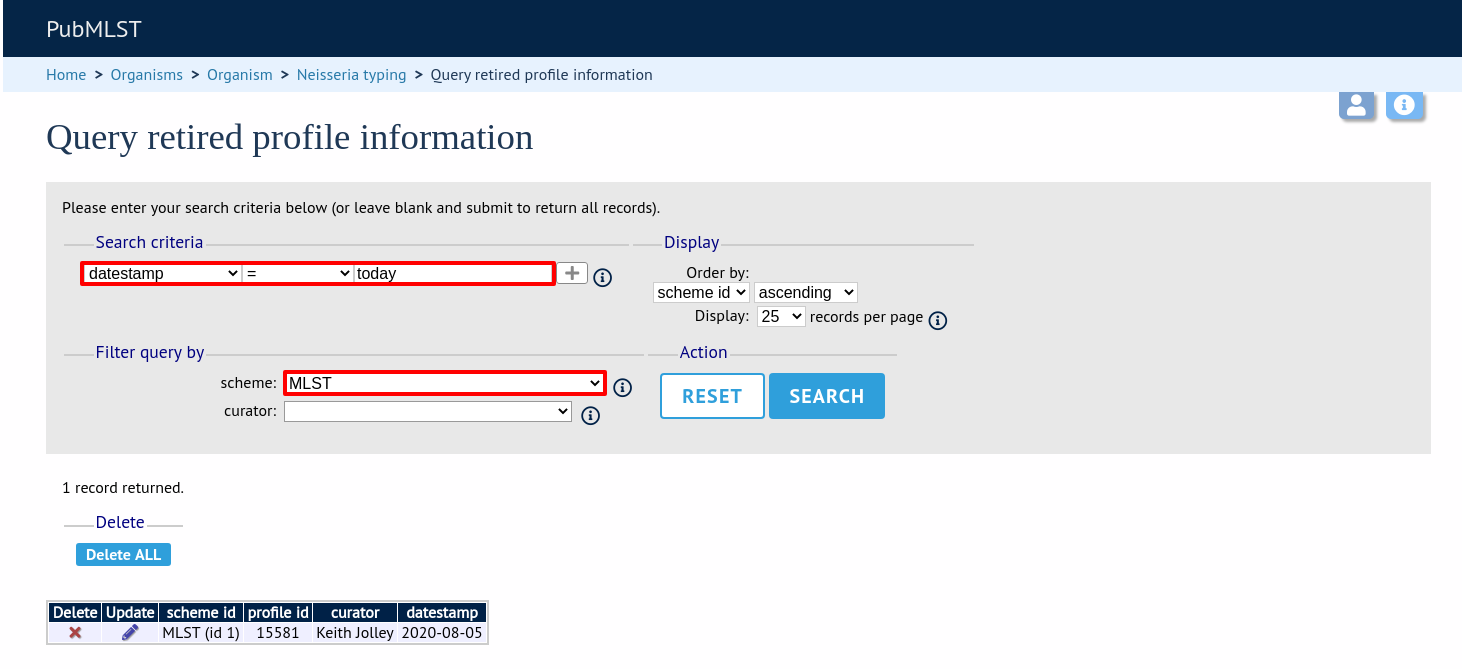 PubMLST
Home > Organisms > Organism > Neisseria typing > Query retired profile information
Query retired profile information
Please enter your search criteria below (or leave blank and submit to return all records).
Search criteria
datestamp = today
Display
Order by:
scheme id ascending
Display: 25 records per page
Filter query by
scheme: MLST
curator:
Action
RESET SEARCH
1 record returned.
Delete
Delete ALL
Delete Update scheme id profile id curator datestamp
MLST (id 1) 15581 Keith Jolley 2020-08-05